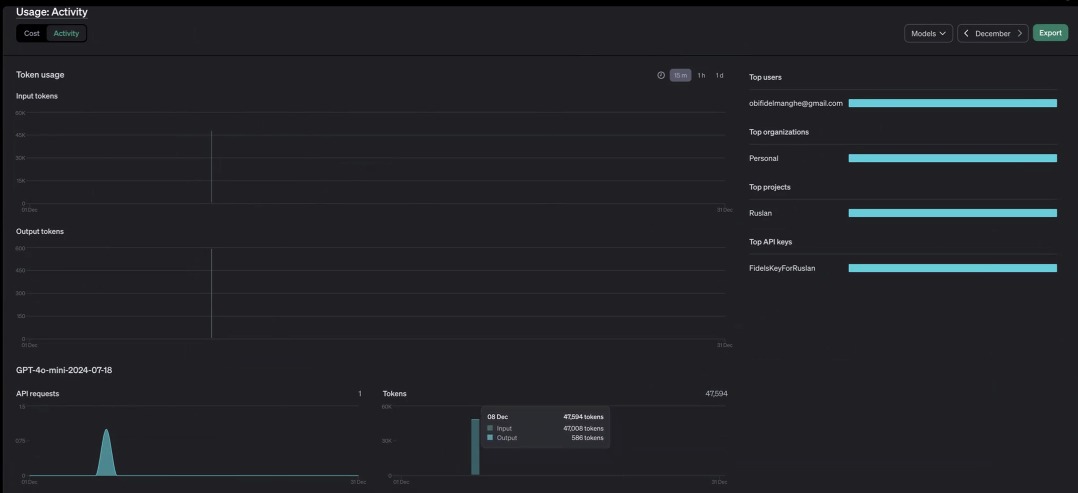 Usage: Activity
Cost Activity
Models December Export
Token usage
15 m 1 h 1 d
Input tokens
60K
45K
30K
15K
0
01 Dec 31 Dec
Output tokens
600
450
300
150
0
01 Dec 31 Dec
Top users
obifidelmanghe@gmail.com
Top organizations
Personal
Top projects
Ruslan
Top API keys
FidelsKeyForRuslan
GPT-4o-mini-2024-07-18
API requests 1
1.5
0.75
0
01 Dec 31 Dec
Tokens 47,594
60K
30K
0
01 Dec 31 Dec
08 Dec 47,594 tokens
Input 47,008 tokens
Output 586 tokens